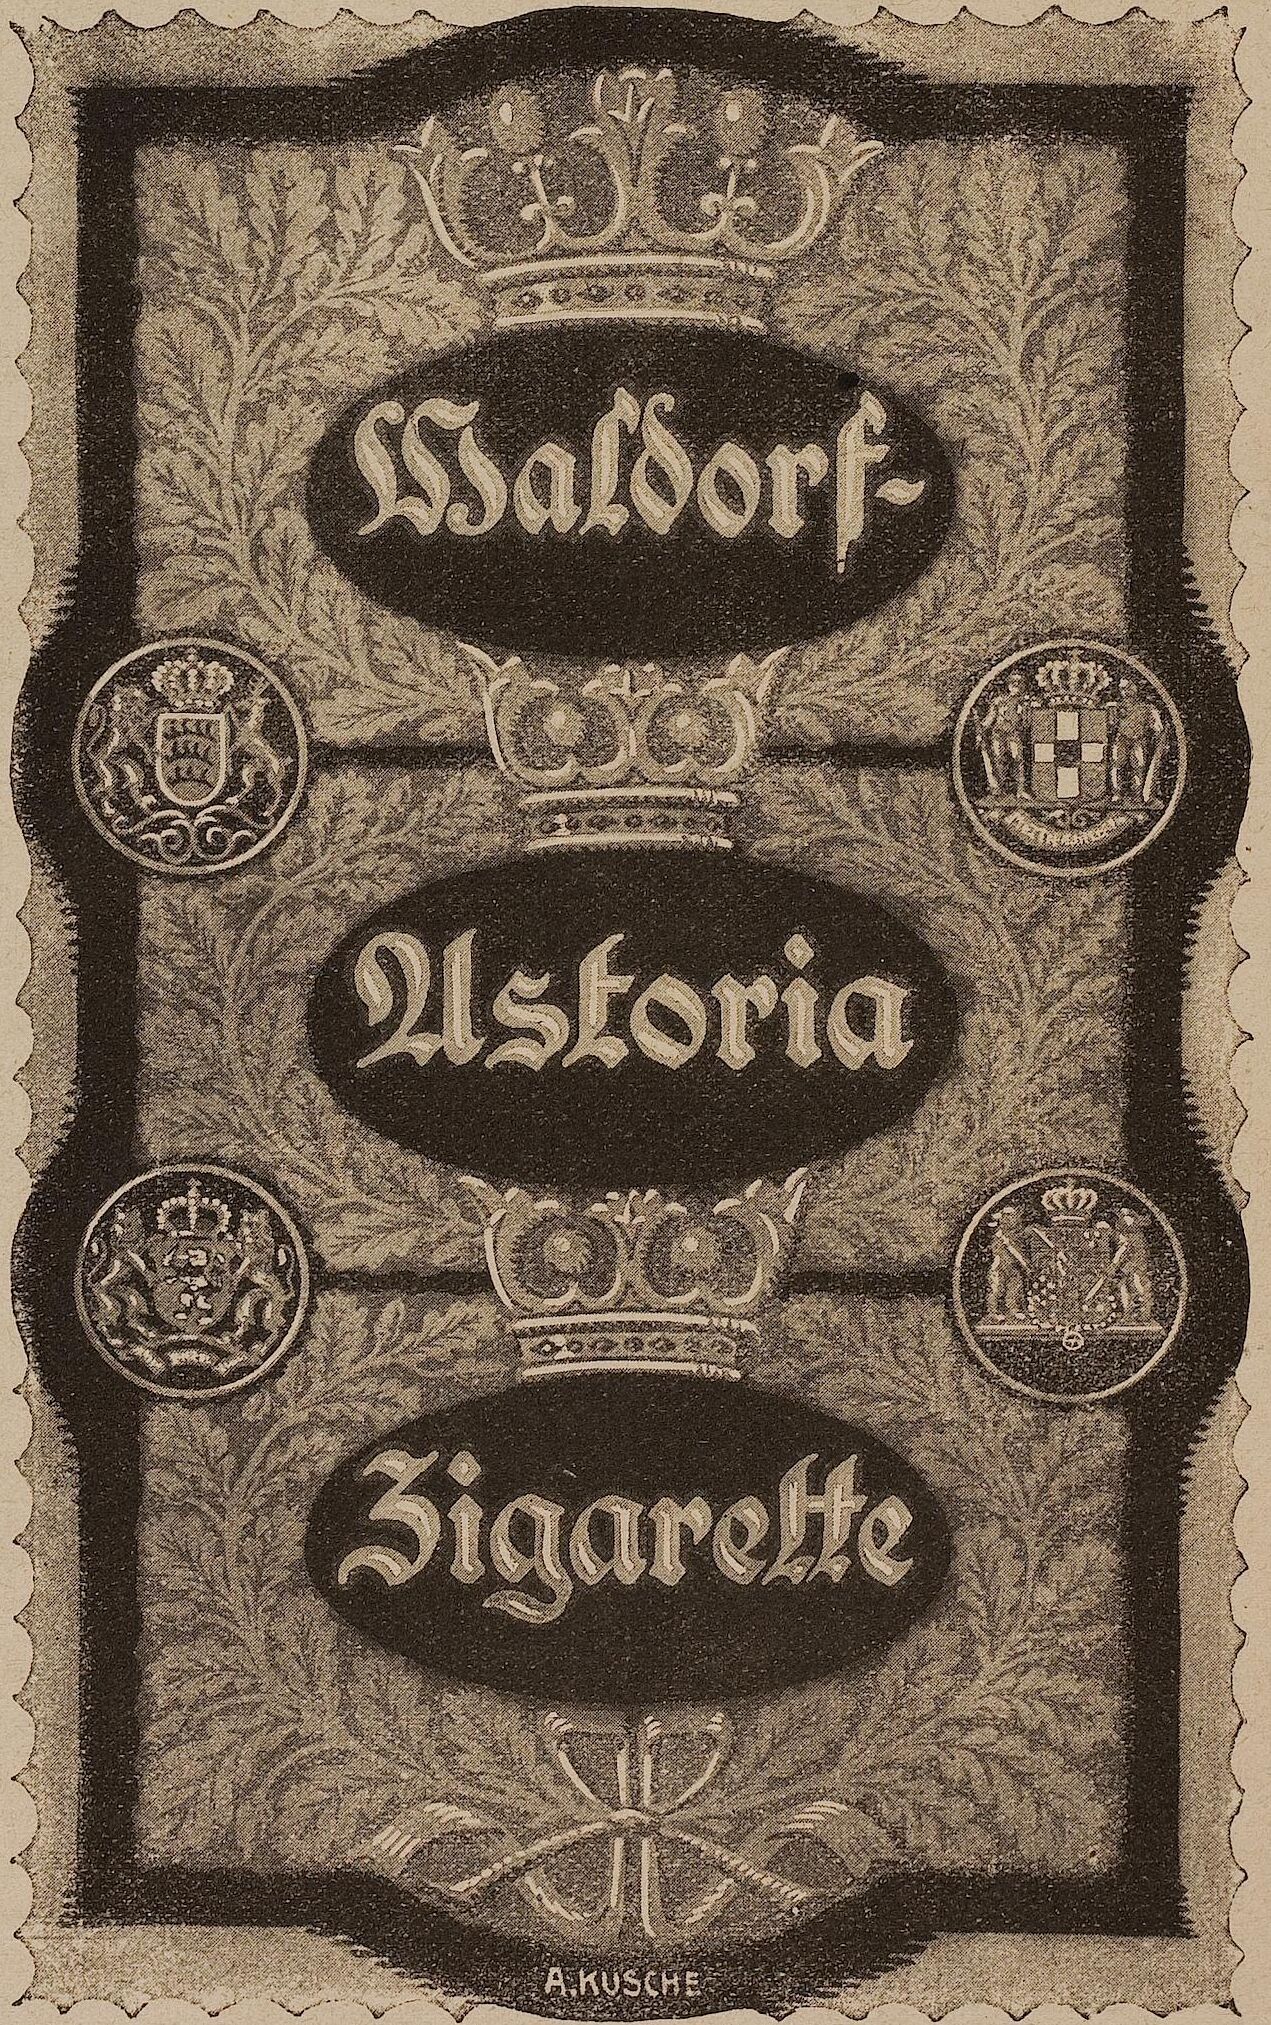 Waldorf-
Astoria
Zigarette
A. KUSCHE